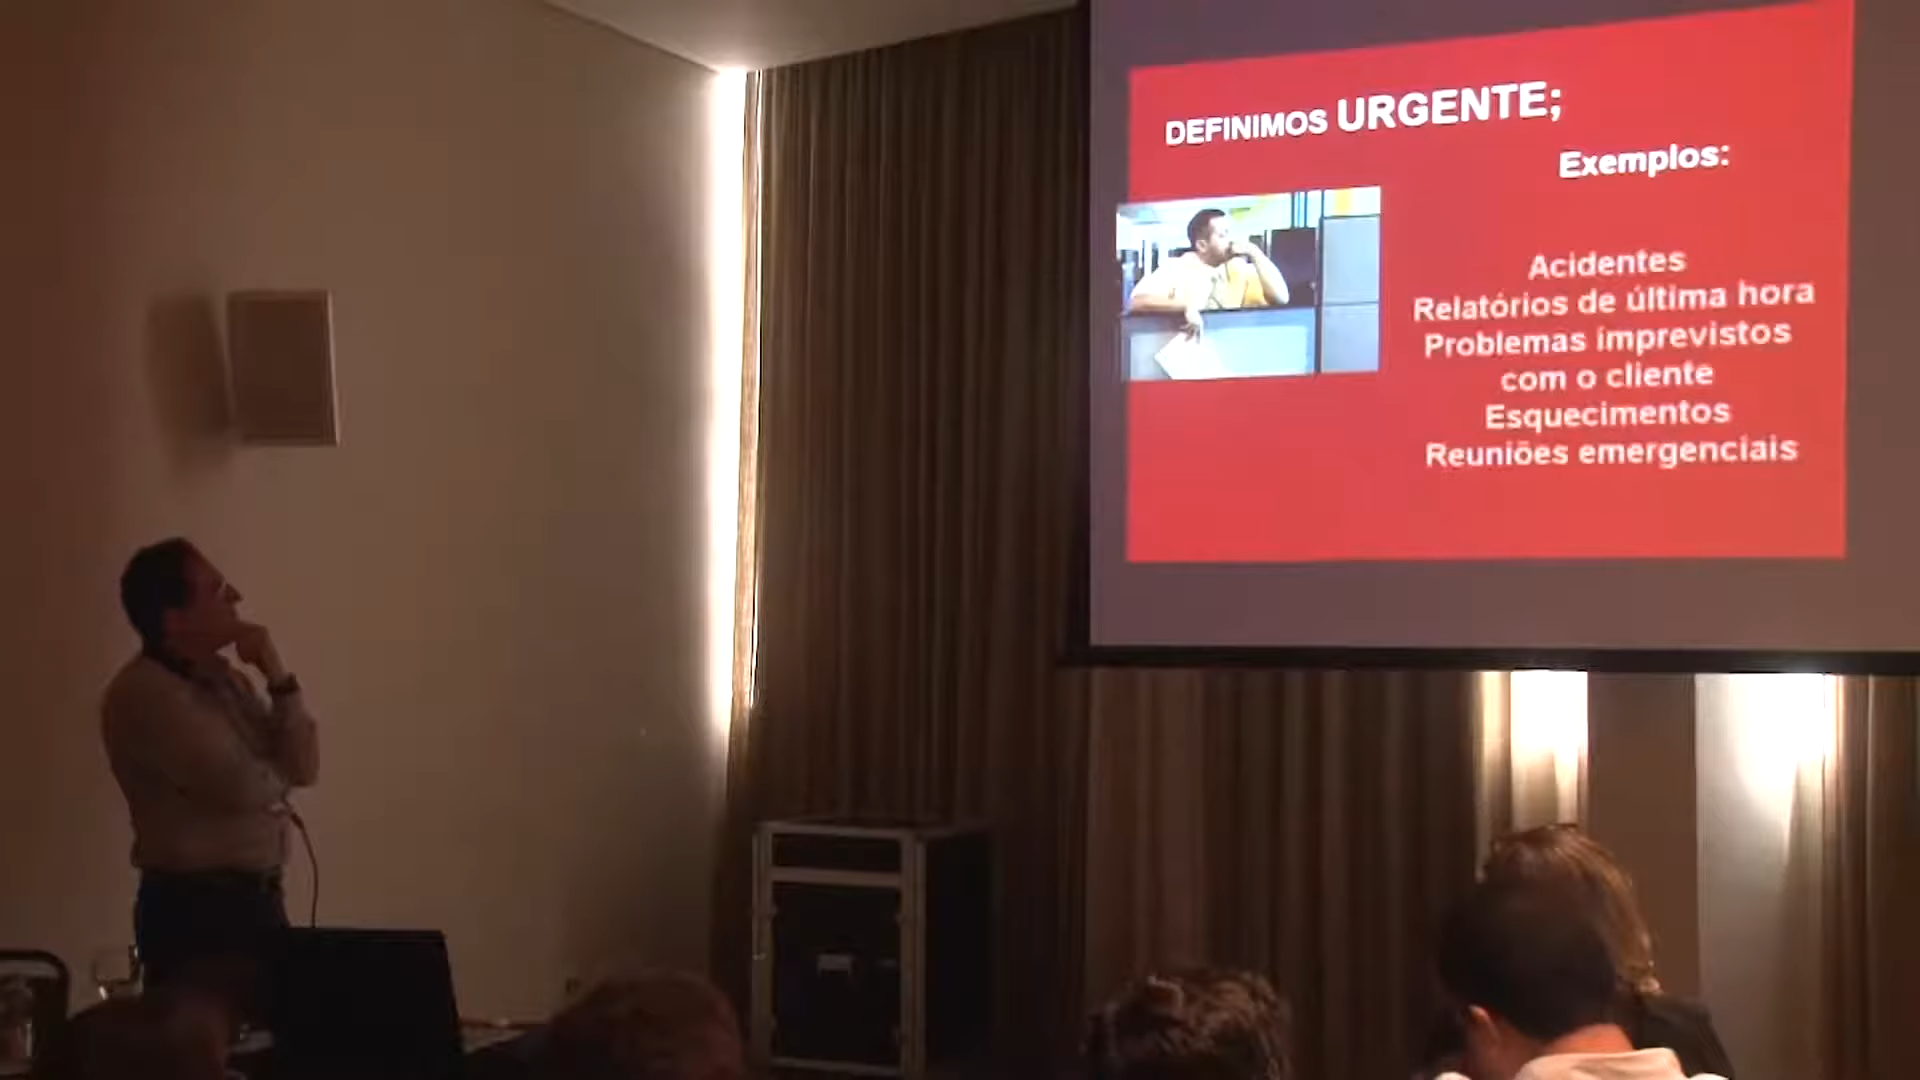 DEFINIMOS URGENTE;
Exemplos:
Acidentes
Relatórios de última hora
Problemas imprevistos
com o cliente
Esquecimentos
Reuniões emergenciais